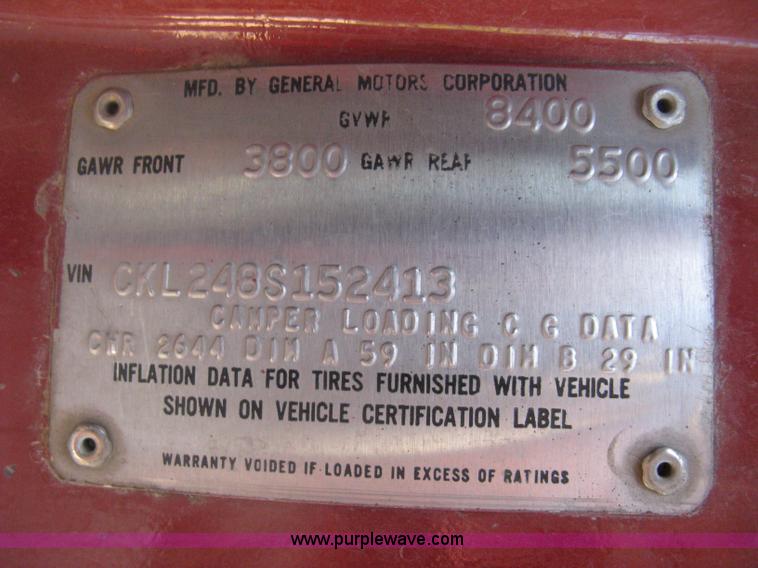 MFD. BY GENERAL MOTORS CORPORATION
GVWR 8400
GAWR FRONT 3800 GAWR REAR 5500
VIN CKL248S152413
CAMPER LOADING C G DATA
CWR 2644 DIM A 59 IN DIM B 29 IN
INFLATION DATA FOR TIRES FURNISHED WITH VEHICLE
SHOWN ON VEHICLE CERTIFICATION LABEL
WARRANTY VOIDED IF LOADED IN EXCESS OF RATINGS
www.purplewave.com